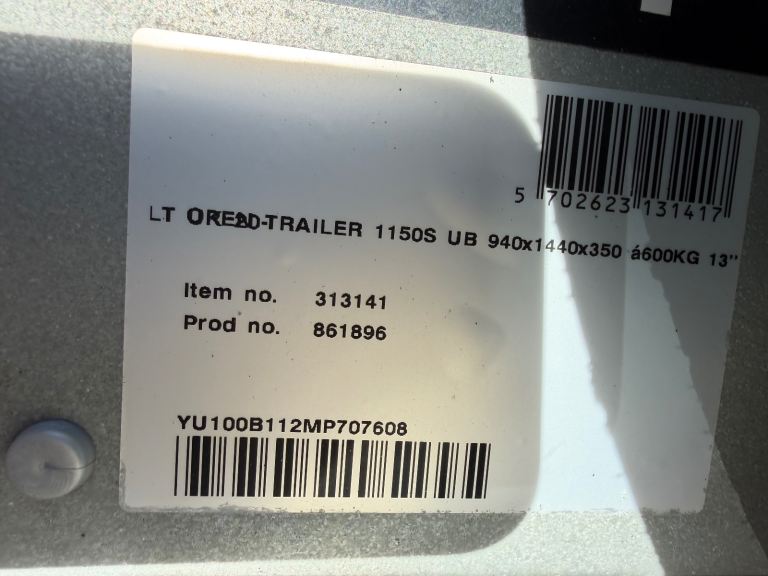 5 702623 131417
LT TRAILER 1150S UB 940x1440x350 á600KG 13''
Item no. 313141
Prod no. 861896
YU100B112MP707608